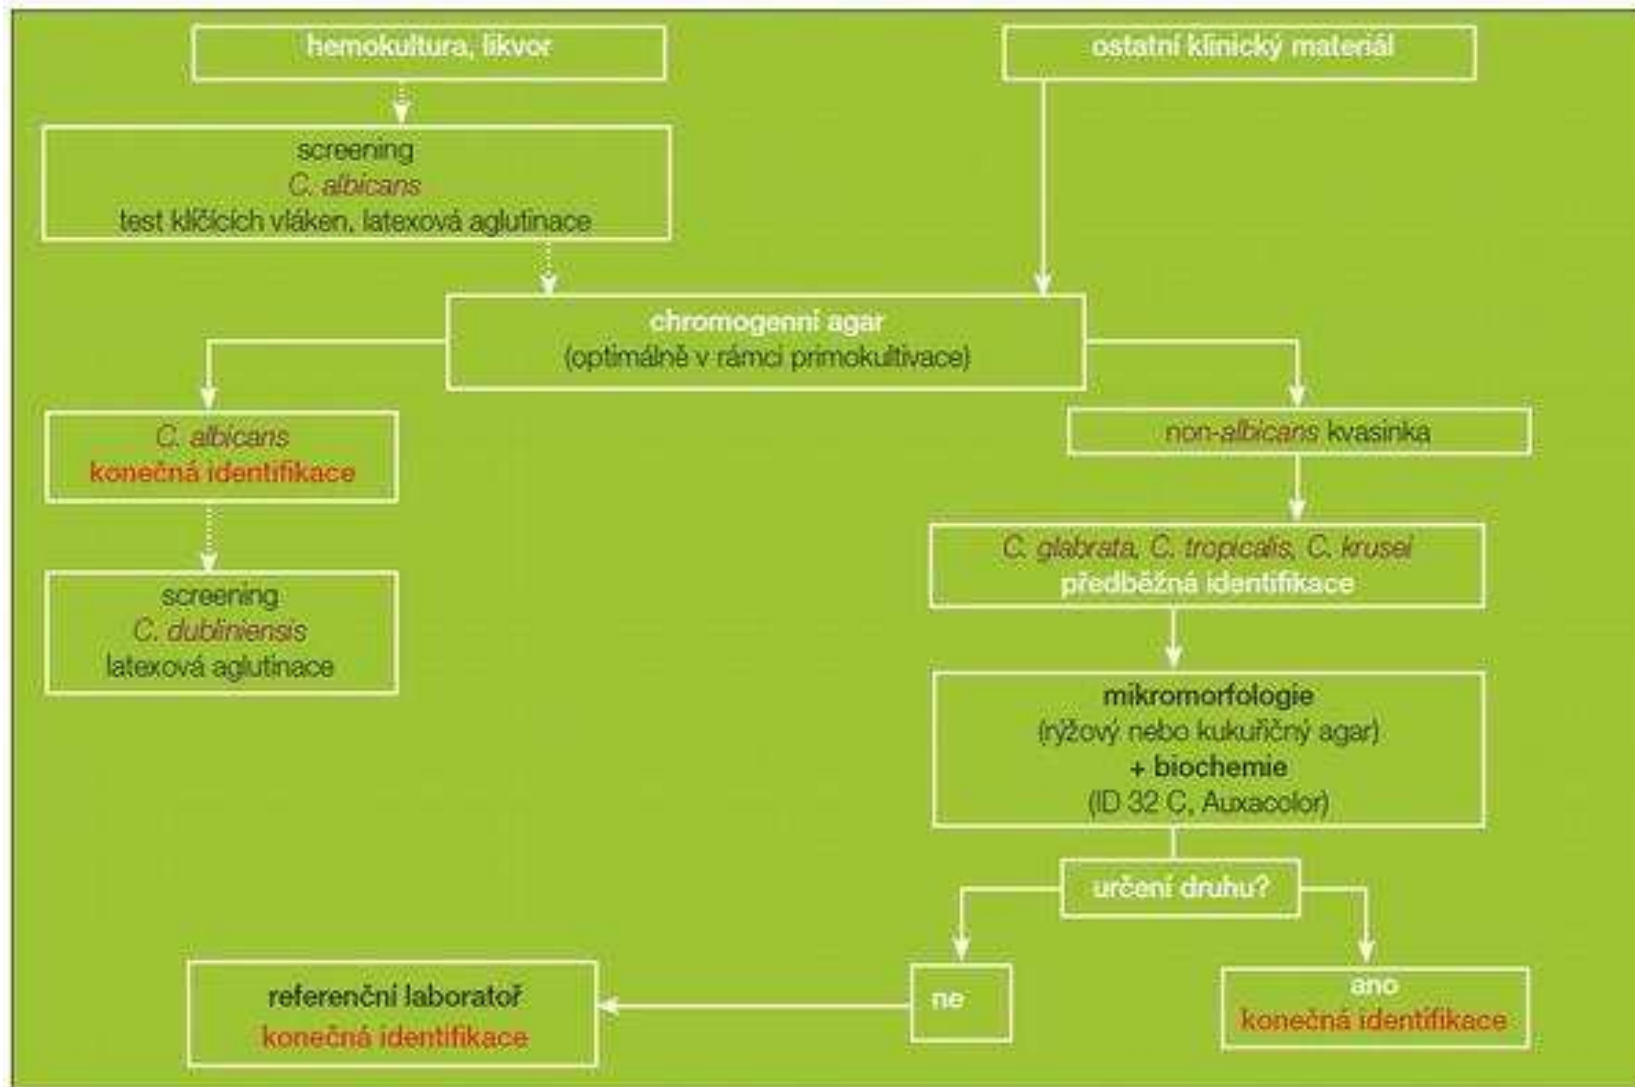 hemokultura, likvor
ostatní klinický materiál
screening
C. albicans
test klíčících vláken, latexová aglutinace
chromogenní agar
(optimálně v rámci primokultivace)
C. albicans
konečná identifikace
non-albicans kvasinka
C. glabrata, C. tropicalis, C. krusei
předběžná identifikace
screening
C. dubliniensis
latexová aglutinace
mikromorfologie
(rýžový nebo kukuřičný agar)
+ biochemie
(ID 32 C, Auxacolor)
určení druhu?
referenční laboratoř
konečná identifikace
ne
ano
konečná identifikace